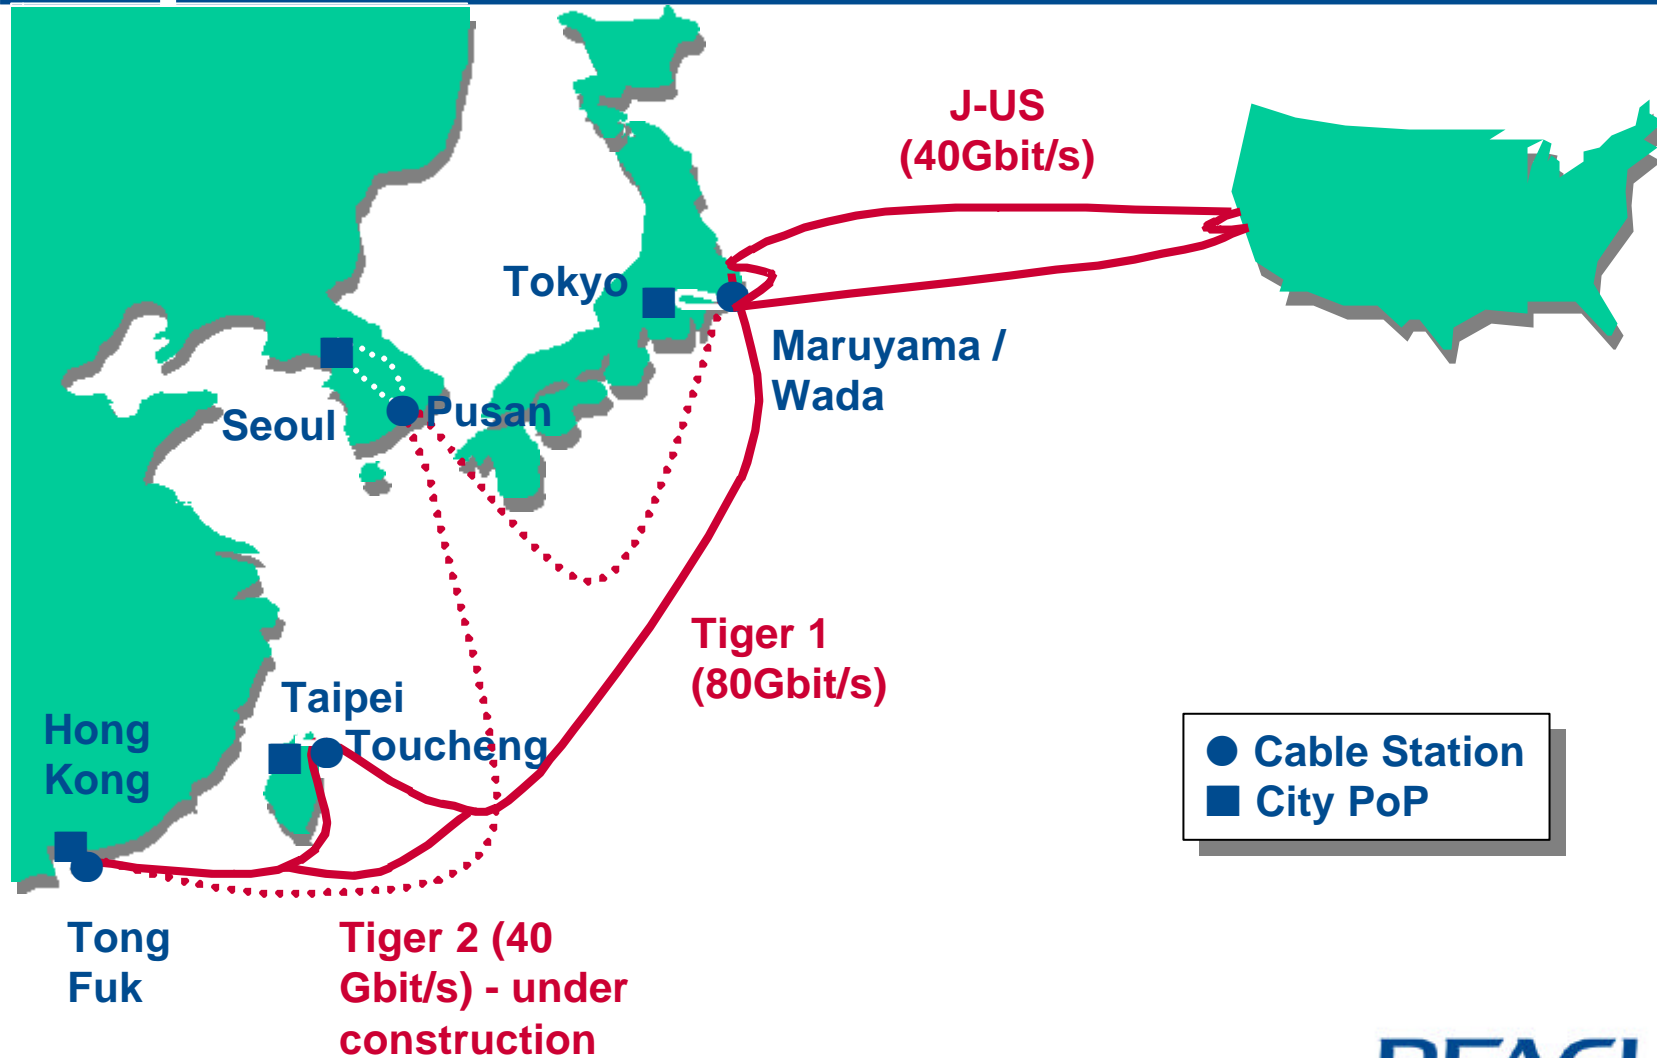 J-US
(40Gbit/s)
Tokyo
Maruyama /
Wada
Pusan
Seoul
Tiger 1
(80Gbit/s)
Taipei
Toucheng
Hong
Kong
Cable Station
City PoP
Tong
Fuk
Tiger 2 (40
Gbit/s) - under
construction